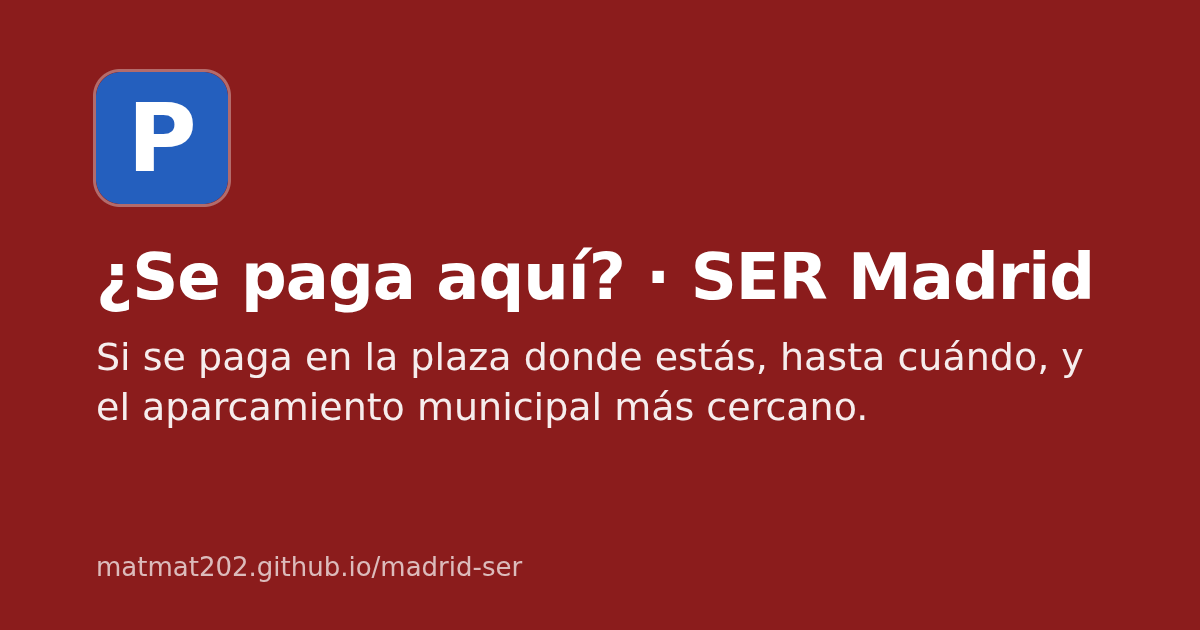 P
¿Se paga aquí? · SER Madrid
Si se paga en la plaza donde estás, hasta cuándo, y
el aparcamiento municipal más cercano.
matmat202.github.io/madrid-ser